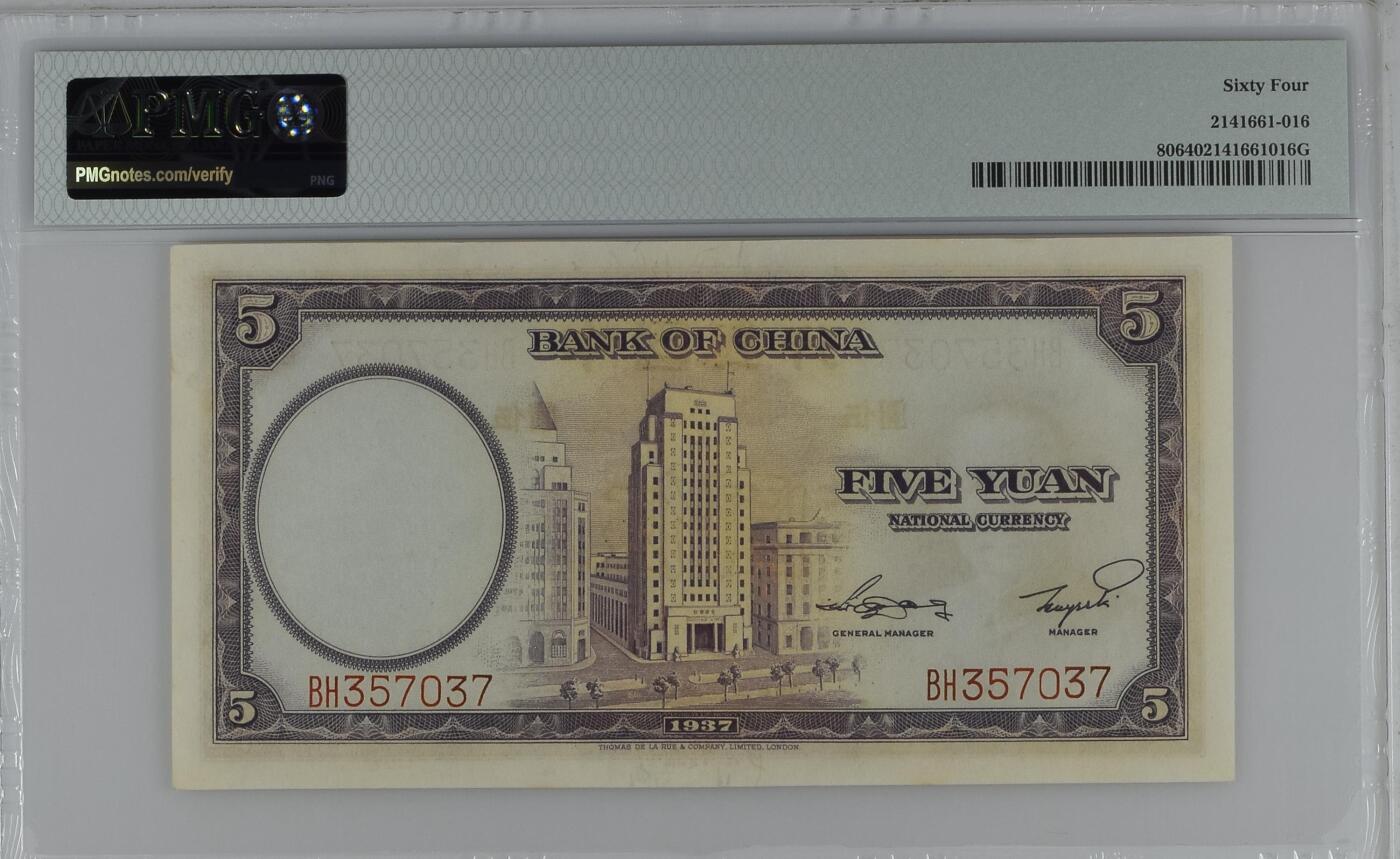 PMG
PMGnotes.com/verify
PNG
Sixty Four
2141661-016
806402141661016G
5
5
BANK OF CHINA
FIVE YUAN
NATIONAL CURRENCY
GENERAL MANAGER
MANAGER
BH357037
BH357037
5
5
1937
THOMAS DE LA RUE & COMPANY, LIMITED, LONDON.